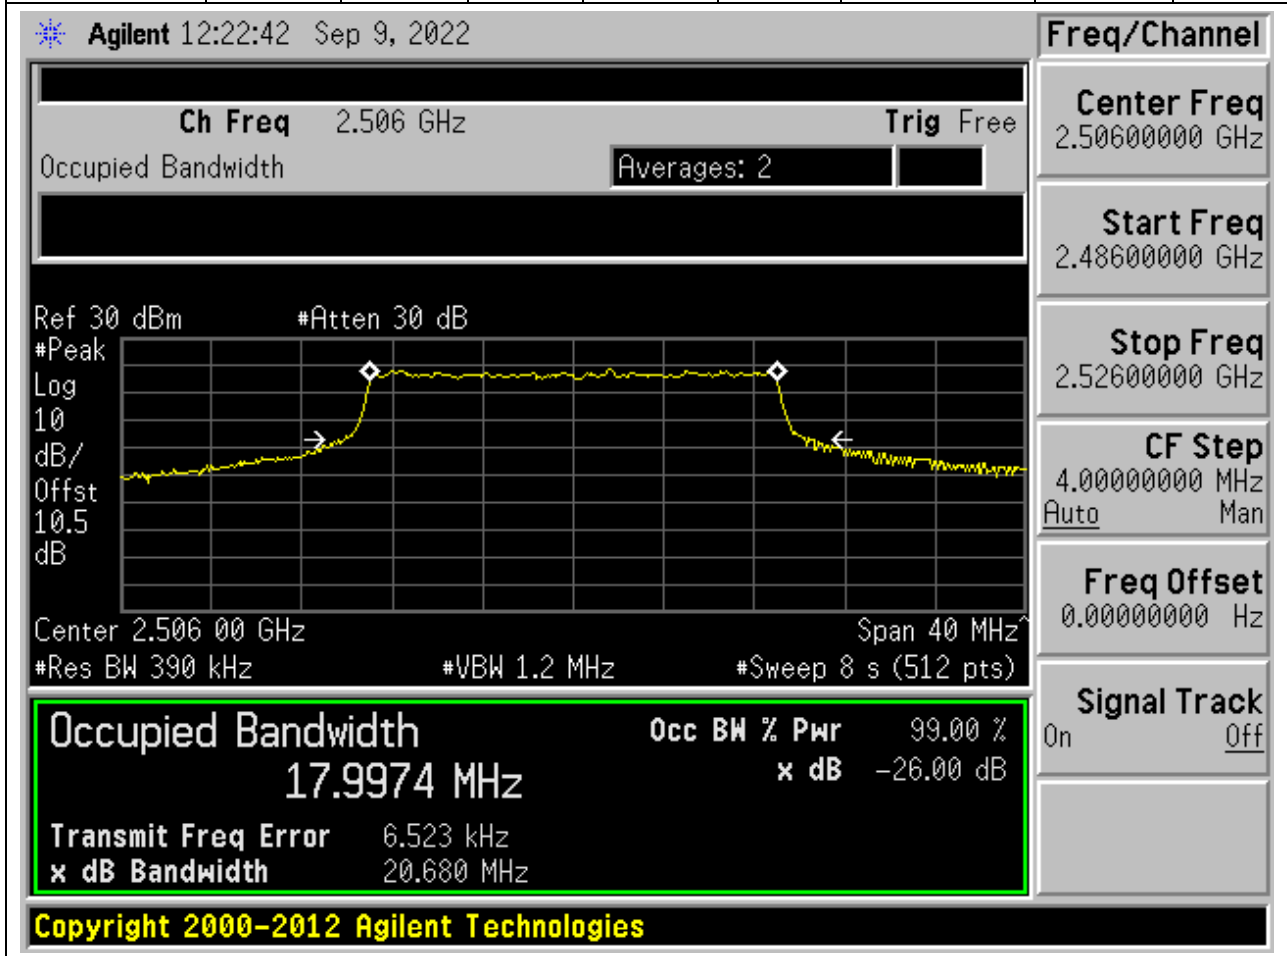 Agilent 12:22:42 Sep 9, 2022
Freq/Channel
Ch Freq 2.506 GHz Trig Free
Occupied Bandwidth Averages: 2
Center Freq
2.50600000 GHz
Start Freq
2.48600000 GHz
Stop Freq
2.52600000 GHz
CF Step
4.00000000 MHz
Auto Man
Freq Offset
0.00000000 Hz
Signal Track
On Off
Ref 30 dBm #Atten 30 dB
#Peak
Log
10
dB/
Offst
10.5
dB
Center 2.506 00 GHz Span 40 MHz^
#Res BW 390 kHz #VBW 1.2 MHz #Sweep 8 s (512 pts)
Occupied Bandwidth Occ BW % Pwr 99.00 %
17.9974 MHz x dB -26.00 dB
Transmit Freq Error 6.523 kHz
x dB Bandwidth 20.680 MHz
Copyright 2000-2012 Agilent Technologies